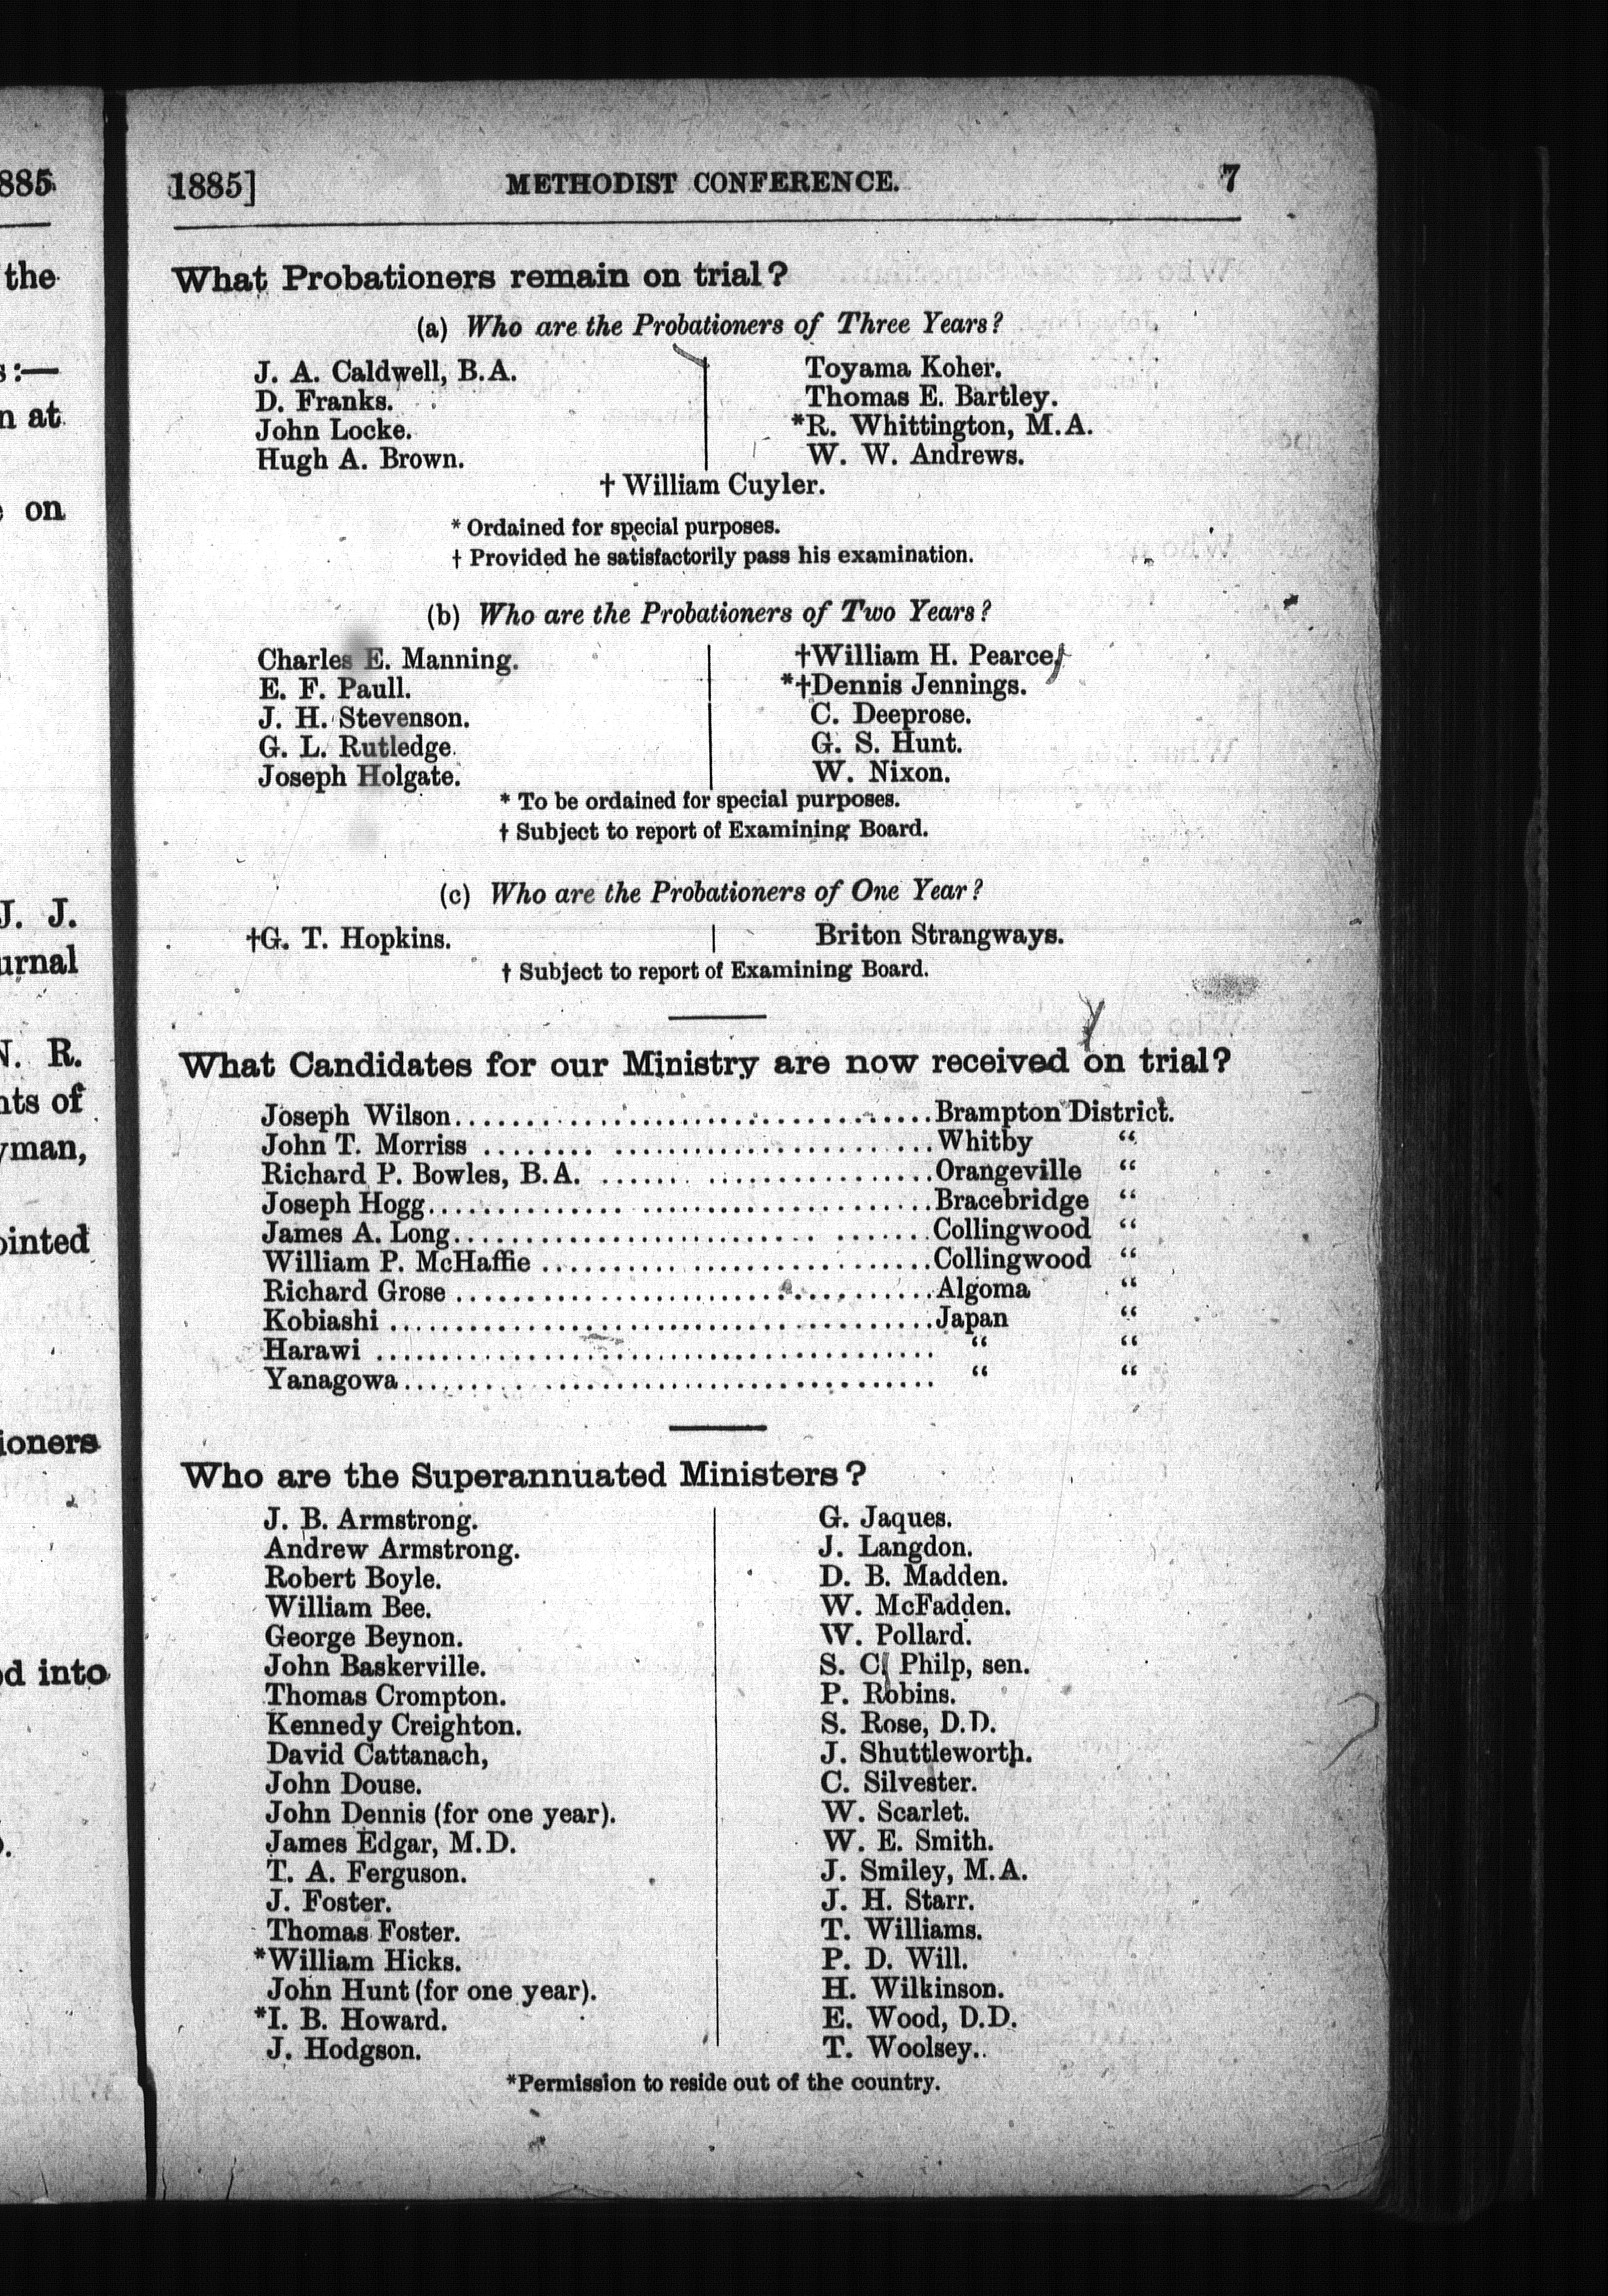 1885] METHODIST CONFERENCE. 7
What Probationers remain on trial?
(a) Who are the Probationers of Three Years?
J. A. Caldwell, B.A.
D. Franks.
John Locke.
Hugh A. Brown.
Toyama Koher.
Thomas E. Bartley.
*R. Whittington, M.A.
W. W. Andrews.
† William Cuyler.
* Ordained for special purposes.
† Provided he satisfactorily pass his examination.
(b) Who are the Probationers of Two Years?
Charles E. Manning.
E. F. Paull.
J. H. Stevenson.
G. L. Rutledge.
Joseph Holgate.
†William H. Pearce,
*†Dennis Jennings.
C. Deeprose.
G. S. Hunt.
W. Nixon.
* To be ordained for special purposes.
† Subject to report of Examining Board.
(c) Who are the Probationers of One Year?
†G. T. Hopkins.
Briton Strangways.
† Subject to report of Examining Board.
What Candidates for our Ministry are now received on trial?
Joseph Wilson....................................Brampton District.
John T. Morriss ....................................Whitby “
Richard P. Bowles, B.A. ....................................Orangeville “
Joseph Hogg....................................Bracebridge “
James A. Long....................................Collingwood “
William P. McHaffie ....................................Collingwood “
Richard Grose ....................................Algoma “
Kobiashi ....................................Japan “
Harawi .................................... “ “
Yanagowa.................................... “ “
Who are the Superannuated Ministers?
J. B. Armstrong.
Andrew Armstrong.
Robert Boyle.
William Bee.
George Beynon.
John Baskerville.
Thomas Crompton.
Kennedy Creighton.
David Cattanach,
John Douse.
John Dennis (for one year).
James Edgar, M.D.
T. A. Ferguson.
J. Foster.
Thomas Foster.
*William Hicks.
John Hunt (for one year).
*I. B. Howard.
J. Hodgson.
G. Jaques.
J. Langdon.
D. B. Madden.
W. McFadden.
W. Pollard.
S. C. Philp, sen.
P. Robins.
S. Rose, D.D.
J. Shuttleworth.
C. Silvester.
W. Scarlet.
W. E. Smith.
J. Smiley, M.A.
J. H. Starr.
T. Williams.
P. D. Will.
H. Wilkinson.
E. Wood, D.D.
T. Woolsey..
*Permission to reside out of the country.